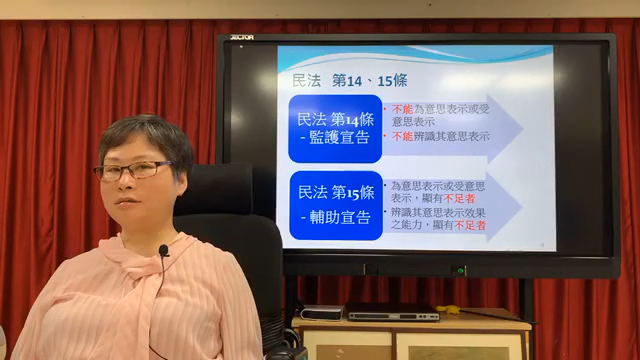 JECTOR
民法 第14、15條
民法 第14條
- 監護宣告
• 不能為意思表示或受
意思表示
• 不能辨識其意思表示
民法 第15條
- 輔助宣告
• 為意思表示或受意思
表示，顯有不足者
• 辨識其意思表示效果
之能力，顯有不足者